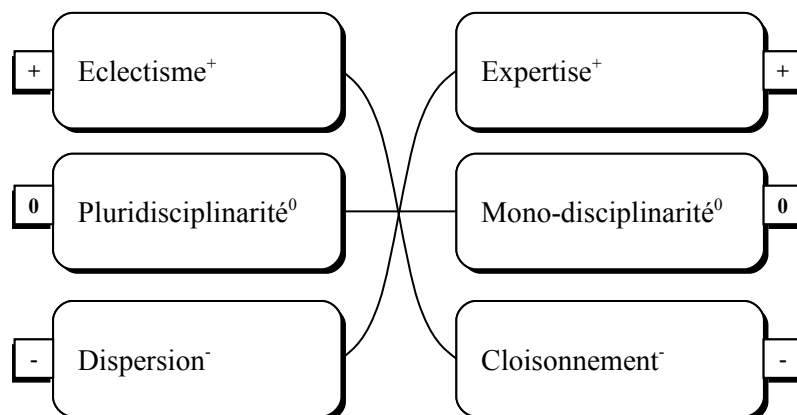 + Eclectisme⁺ Expertise⁺ +
0 Pluridisciplinarité⁰ Mono-disciplinarité⁰ 0
- Dispersion⁻ Cloisonnement⁻ -